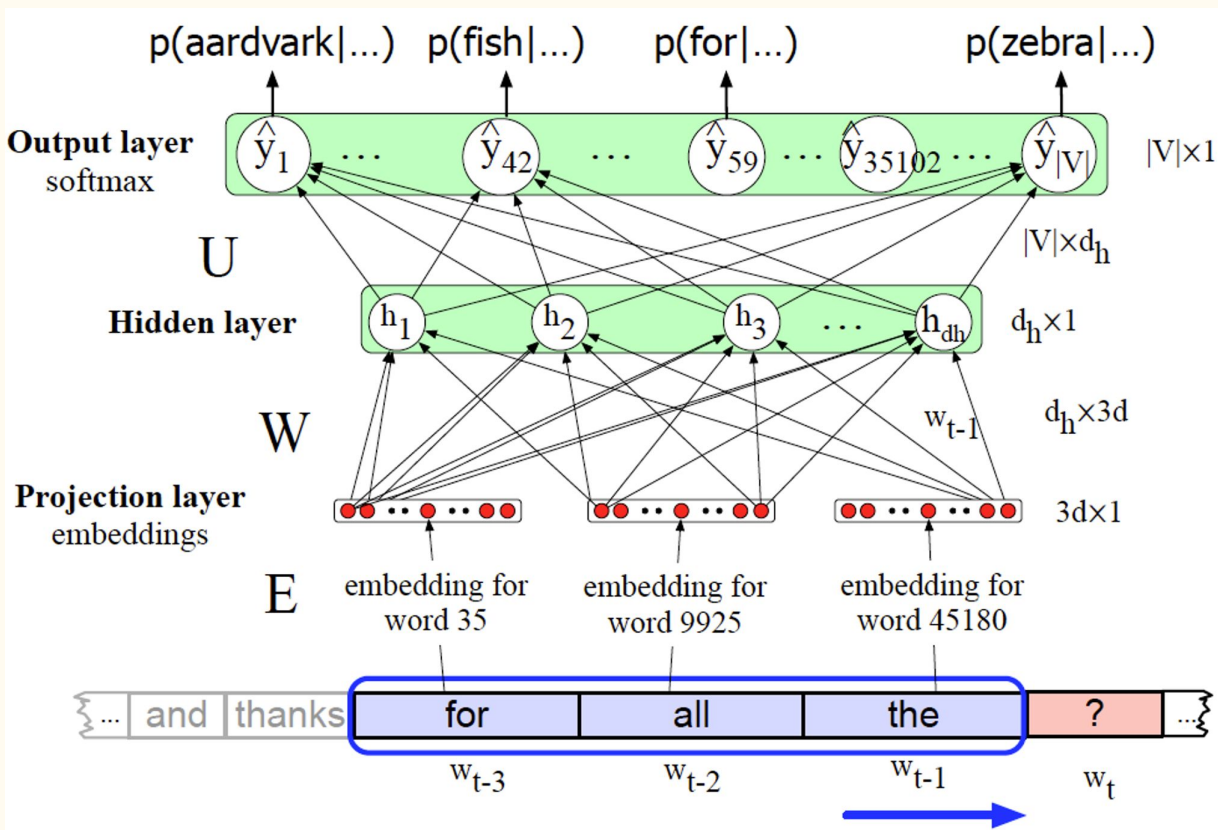 p(aardvark|...) p(fish|...) p(for|...) p(zebra|...)
Output layer
softmax
ŷ1 ... ŷ42 ... ŷ59 ... ŷ35102 ... ŷ|V| |V|×1
U |V|×dh
Hidden layer h1 h2 h3 ... hdh dh×1
W wt-1 dh×3d
Projection layer
embeddings
.. .. .. .. .. .. 3d×1
E
embedding for
word 35
embedding for
word 9925
embedding for
word 45180
... and thanks for all the ? ...
wt-3 wt-2 wt-1 wt